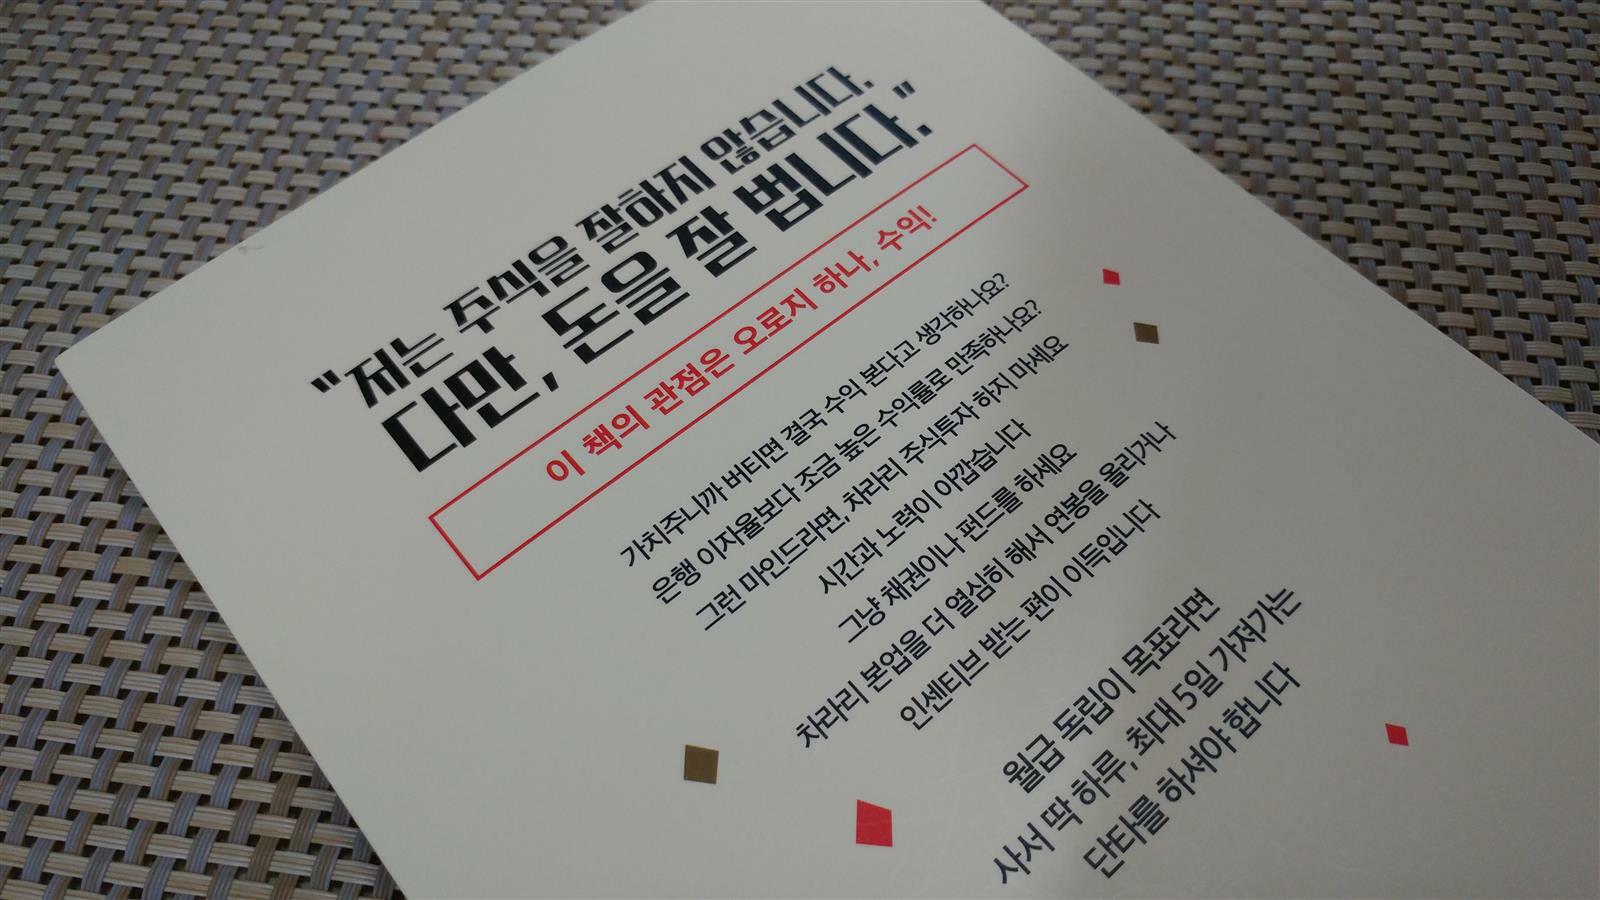 "저는 주식을 잘하지 않습니다.
다만, 돈을 잘 법니다."
이 책의 관점은 오로지 하나, 수익!
가치주니까 버티면 결국 수익 본다고 생각하나요?
은행 이자율보다 조금 높은 수익률로 만족하나요?
그런 마인드라면, 차라리 주식투자 하지 마세요
시간과 노력이 아깝습니다
그냥 채권이나 펀드를 하세요
차라리 본업을 더 열심히 해서 연봉을 올리거나
인센티브 받는 편이 이득입니다
월급 독립이 목표라면
사서 딱 하루, 최대 5일 가져가는
단타를 하셔야 합니다